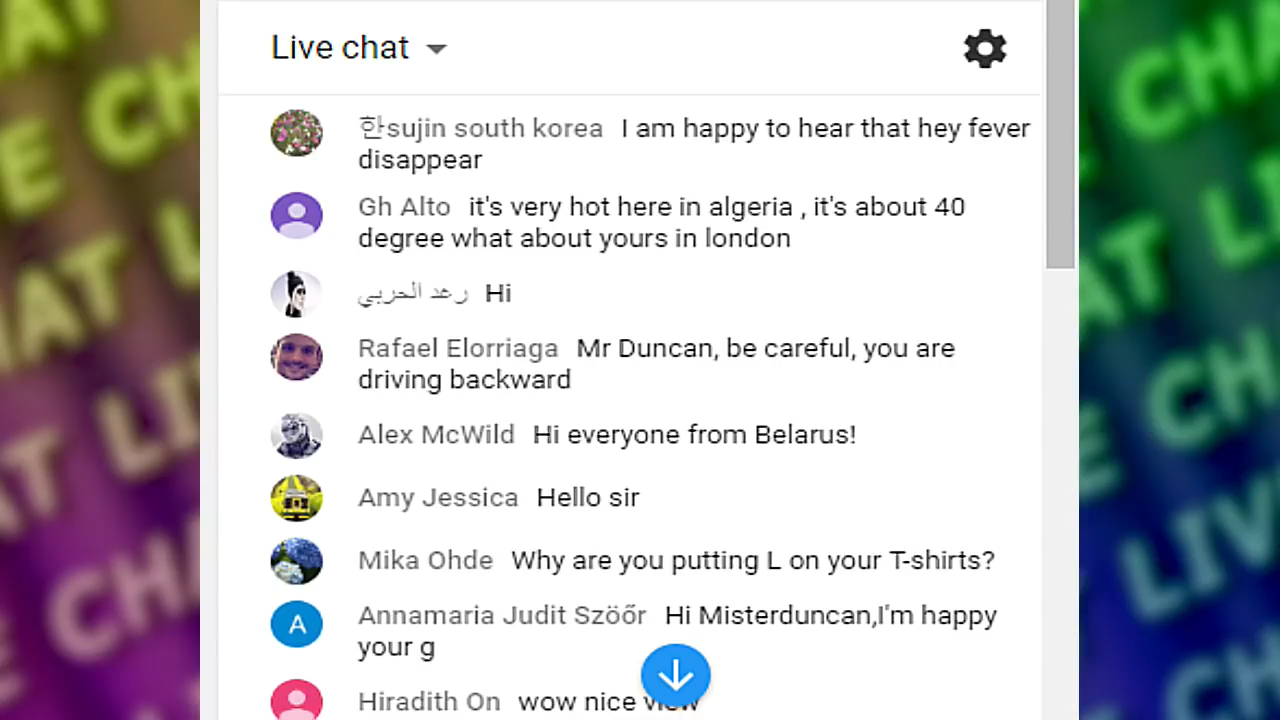 Live chat
한sujin south korea I am happy to hear that hey fever
disappear
Gh Alto it's very hot here in algeria , it's about 40
degree what about yours in london
رعد الحربي Hi
Rafael Elorriaga Mr Duncan, be careful, you are
driving backward
Alex McWild Hi everyone from Belarus!
Amy Jessica Hello sir
Mika Ohde Why are you putting L on your T-shirts?
A Annamaria Judit Szöőr Hi Misterduncan,I'm happy
your g
Hiradith On wow nice view